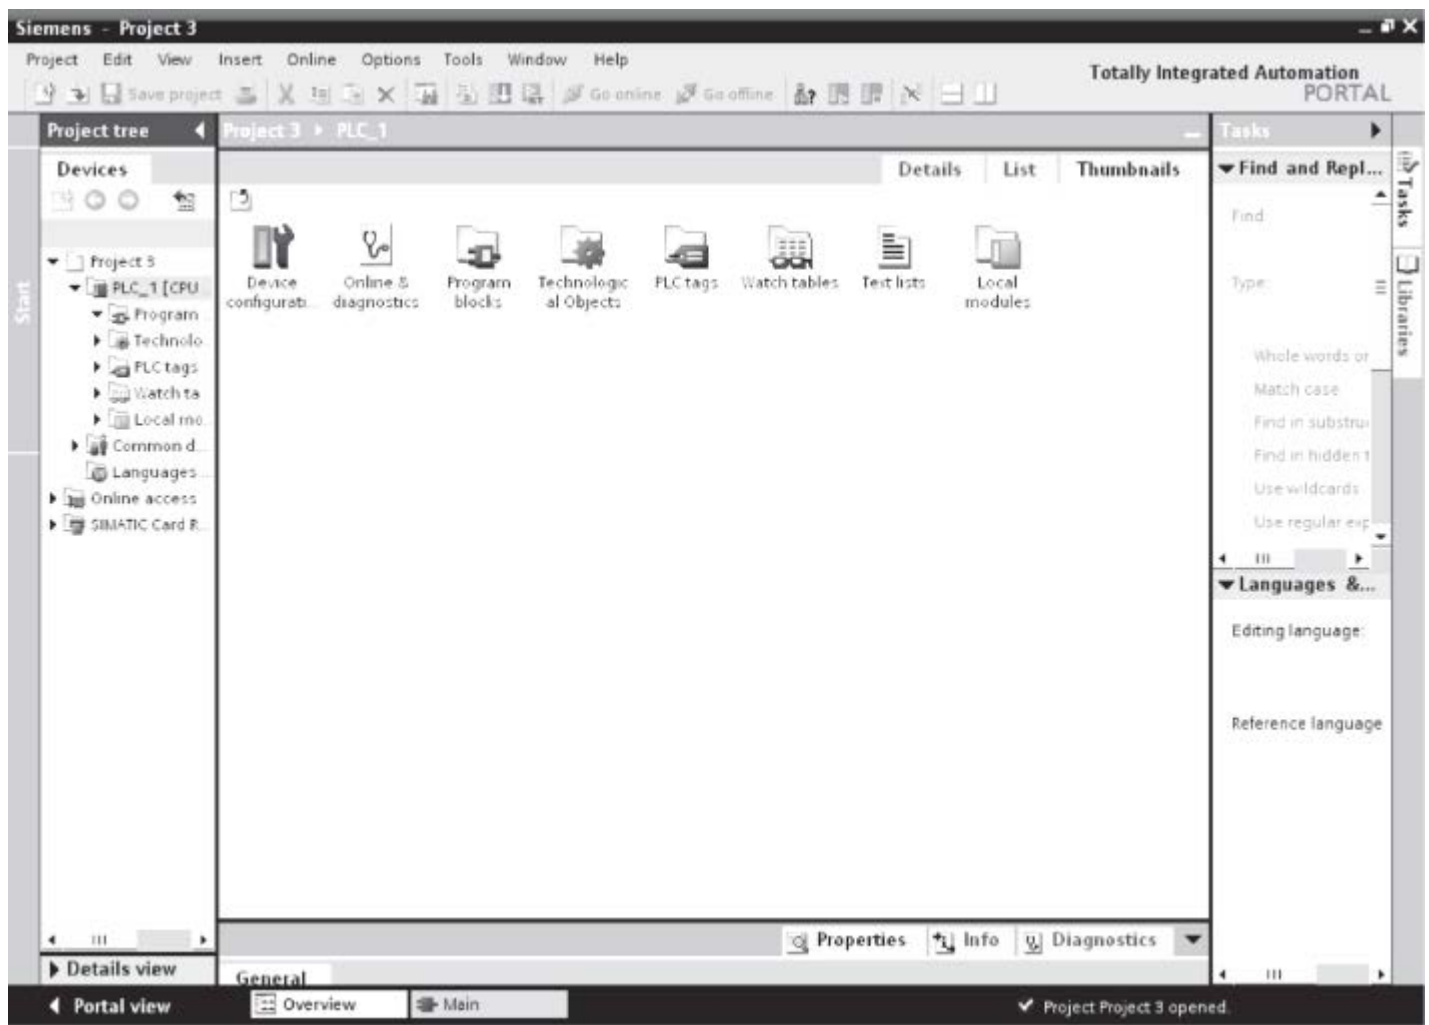 Siemens - Project 3
Project Edit View Insert Online Options Tools Window Help
Totally Integrated Automation
PORTAL
Save project Go online Go offline
Project tree
Project 3 PLC_1
Tasks
Devices
Details List Thumbnails
Find and Repl...
Find
Type:
Whole words or
Match case
Find in substru
Find in hidden t
Use wildcards
Use regular exp
Project 3
PLC_1 [CPU
Program
Technolo
PLC tags
Watch ta
Local mo
Common d...
Languages ...
Online access
SIMATIC Card R...
Device
configurati...
Online &
diagnostics
Program
blocks
Technologic
al Objects
PLC tags
Watch tables
Text lists
Local
modules
Languages &...
Editing language:
Reference language
Start
Tasks
Libraries
Properties Info Diagnostics
Details view
General
Portal view
Overview
Main
Project Project 3 opened.